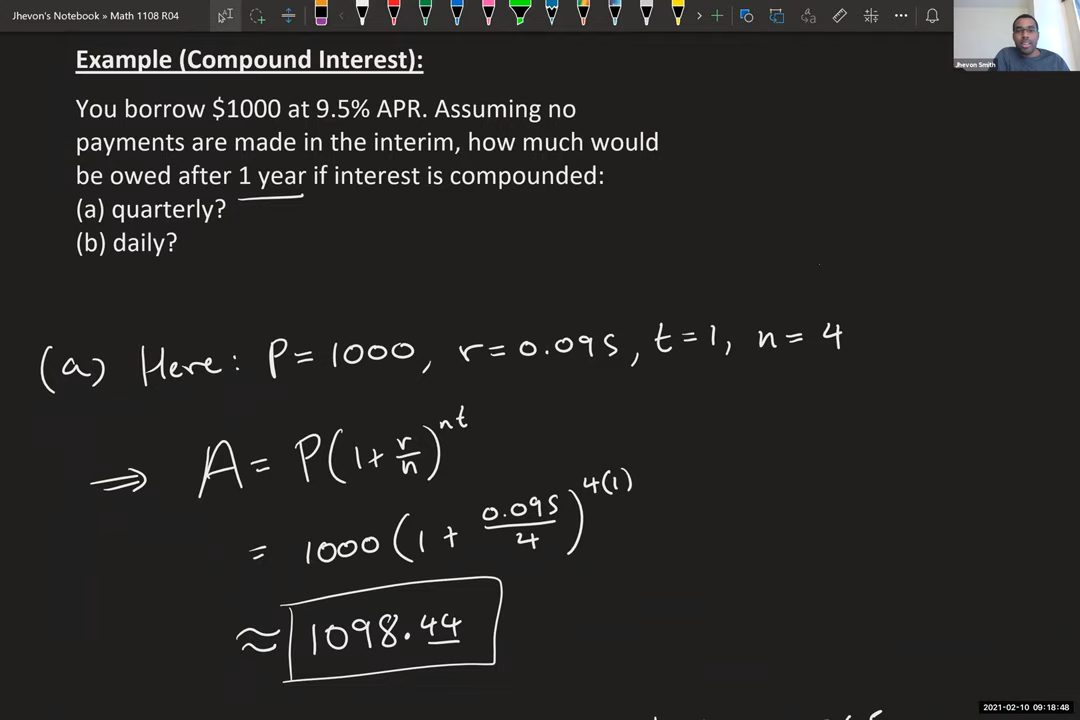 Jhevon's Notebook » Math 1108 R04
Jhevon Smith
Example (Compound Interest):
You borrow $1000 at 9.5% APR. Assuming no
payments are made in the interim, how much would
be owed after 1 year if interest is compounded:
(a) quarterly?
(b) daily?
(a) Here: P = 1000, r = 0.095, t = 1, n = 4
⇒ A = P(1 + r/n)^nt
= 1000 (1 + 0.095/4)^4(1)
≈ 1098.44
2021-02-10 09:18:48